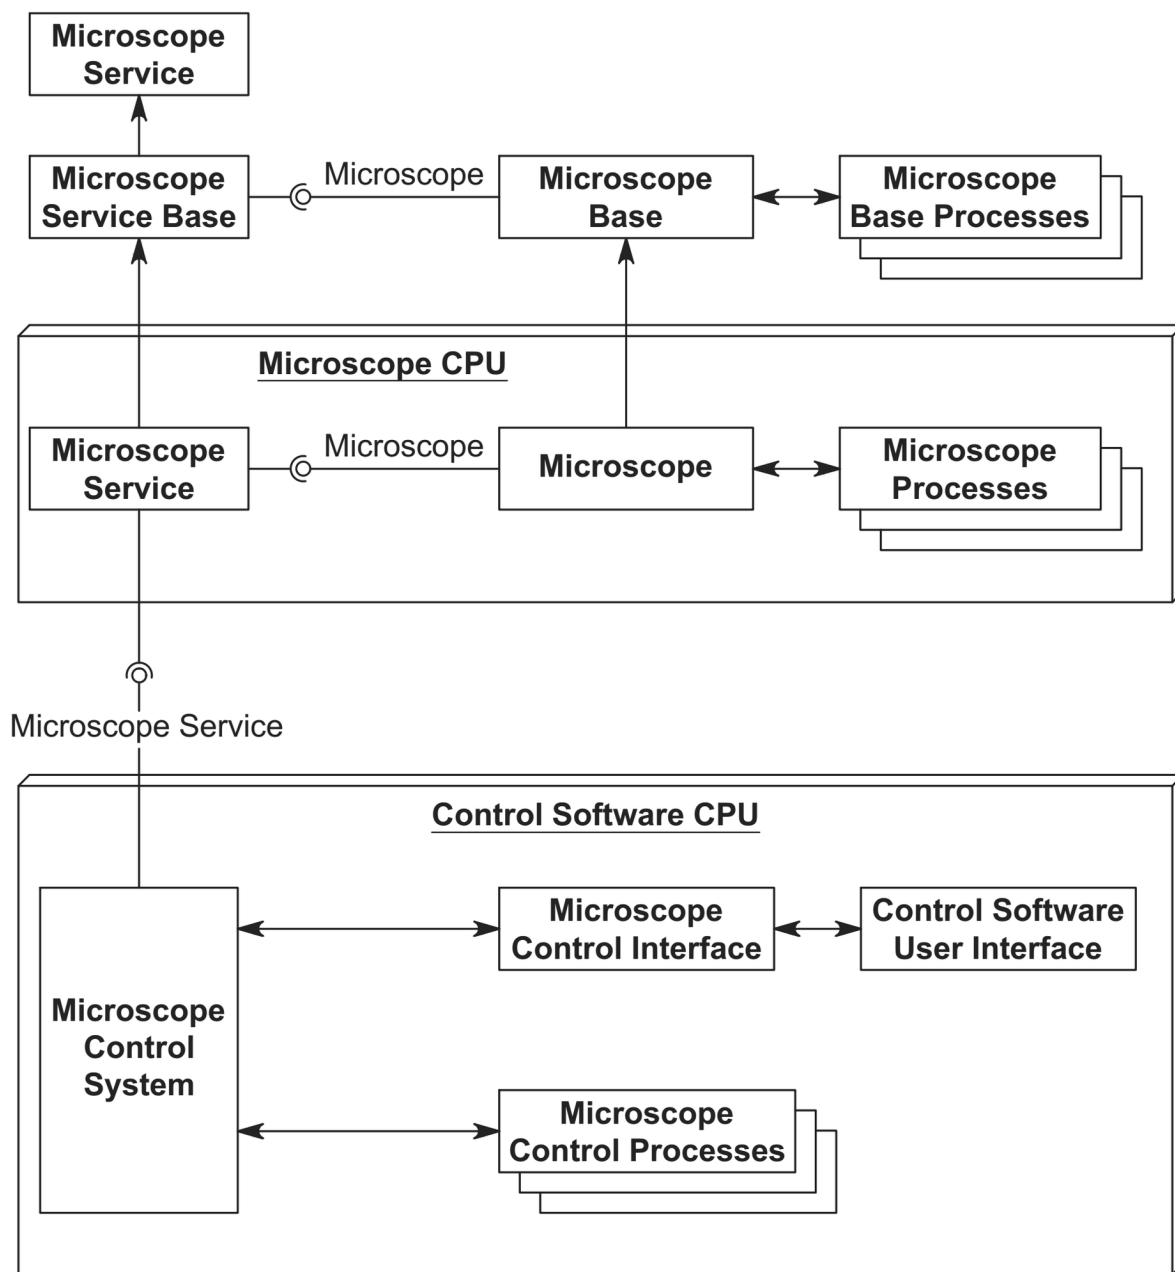 Microscope
Service
Microscope
Service Base
Microscope
Microscope
Base
Microscope
Base Processes
Microscope CPU
Microscope
Service
Microscope
Microscope
Microscope
Processes
Microscope Service
Control Software CPU
Microscope
Control Interface
Control Software
User Interface
Microscope
Control
System
Microscope
Control Processes